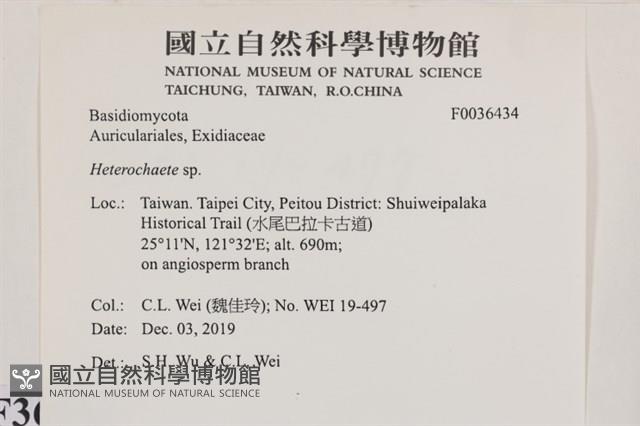 國立自然科學博物館
NATIONAL MUSEUM OF NATURAL SCIENCE
TAICHUNG, TAIWAN, R.O.CHINA
Basidiomycota F0036434
Auriculariales, Exidiaceae
Heterochaete sp.
Loc.: Taiwan. Taipei City, Peitou District: Shuiweipalaka
Historical Trail (水尾巴拉卡古道)
25°11'N, 121°32'E; alt. 690m;
on angiosperm branch
Col.: C.L. Wei (魏佳玲); No. WEI 19-497
Date: Dec. 03, 2019
Det.: S.H. Wu & C.L. Wei
國立自然科學博物館
NATIONAL MUSEUM OF NATURAL SCIENCE